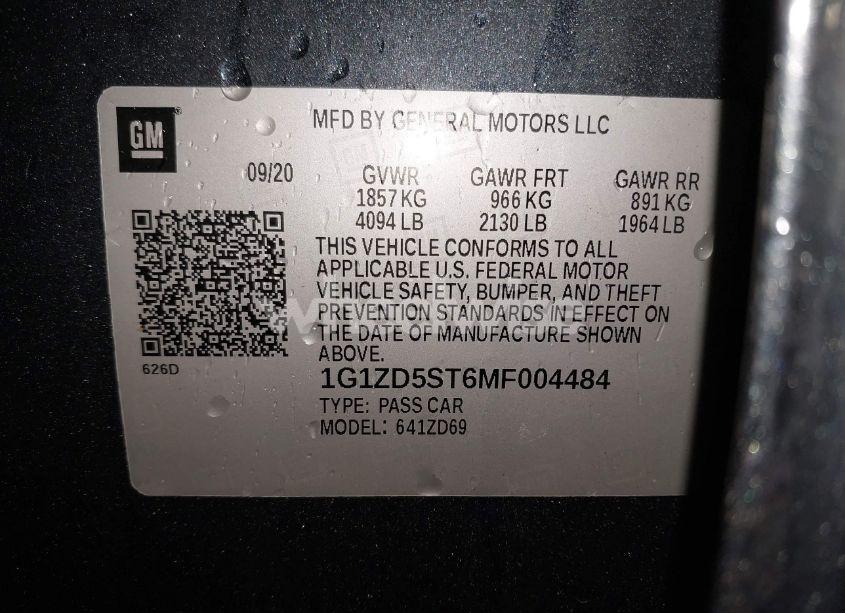 GM
MFD BY GENERAL MOTORS LLC
09/20 GVWR GAWR FRT GAWR RR
1857 KG 966 KG 891 KG
4094 LB 2130 LB 1964 LB
THIS VEHICLE CONFORMS TO ALL
APPLICABLE U.S. FEDERAL MOTOR
VEHICLE SAFETY, BUMPER, AND THEFT
PREVENTION STANDARDS IN EFFECT ON
THE DATE OF MANUFACTURE SHOWN
ABOVE.
626D
1G1ZD5ST6MF004484
TYPE: PASS CAR
MODEL: 641ZD69